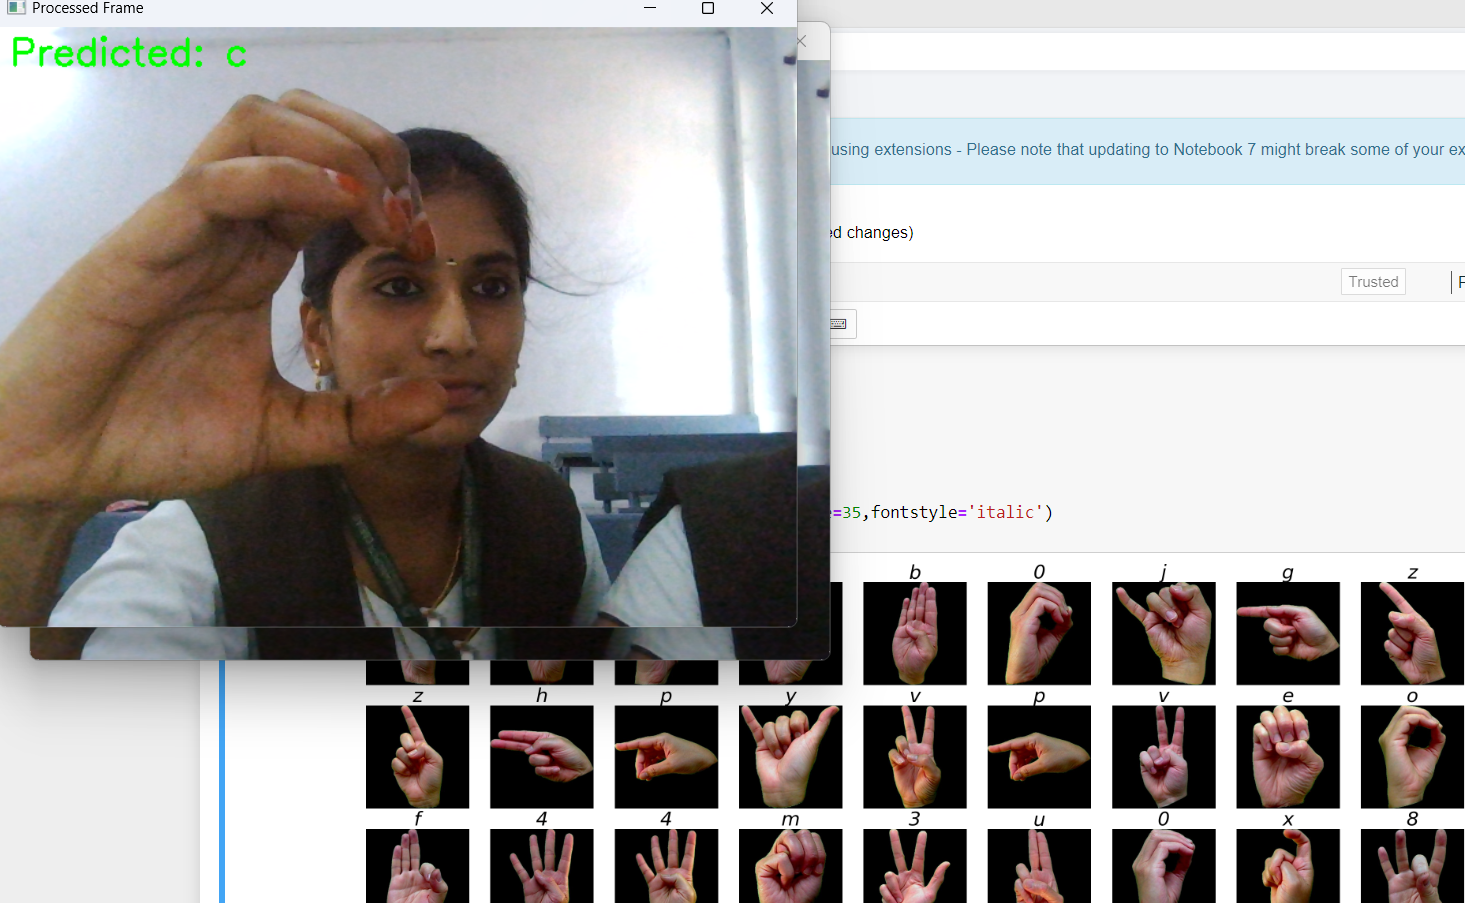 Processed Frame
Predicted: c
using extensions - Please note that updating to Notebook 7 might break some of your ex
ed changes)
Trusted
=35,fontstyle='italic')
b 0 j g z
z h p y v p v e o
f 4 4 m 3 u 0 x 8